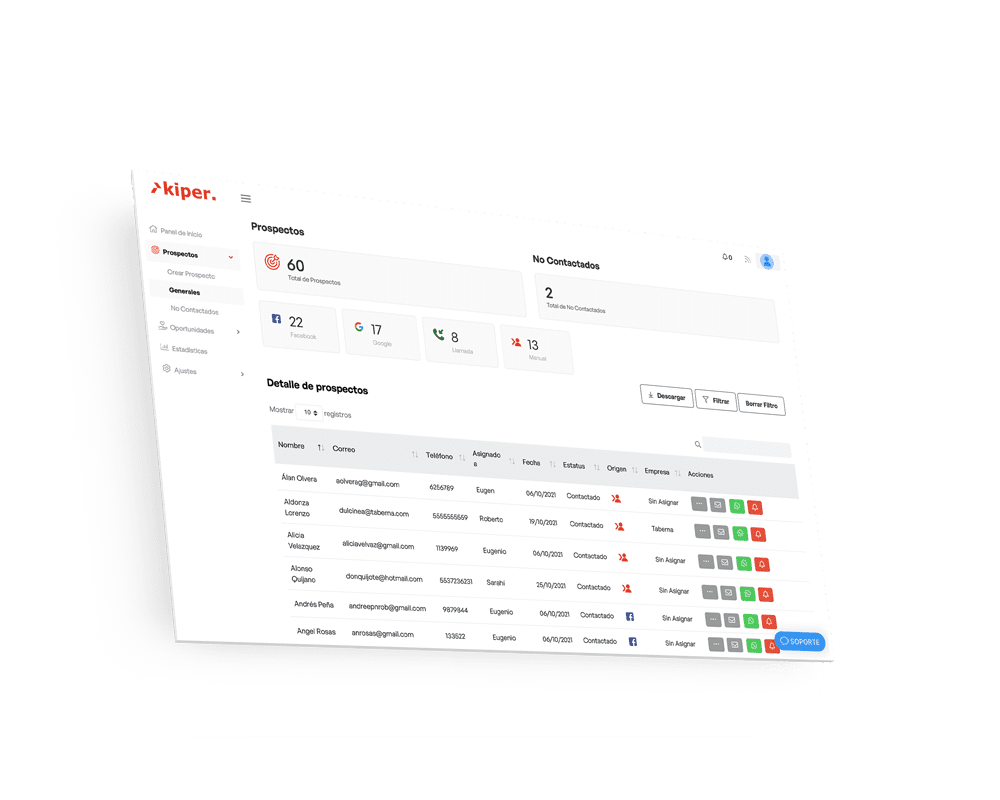 kiper.
Panel de Inicio
Prospectos
Crear Prospecto
Generales
No Contactados
Oportunidades
Estadísticas
Ajustes
0
Prospectos
60
Total de Prospectos
No Contactados
2
Total de No Contactados
22
Facebook
17
Google
8
Llamada
13
Manual
Detalle de prospectos
Descargar
Filtrar
Borrar Filtro
Mostrar 10 registros
Nombre Correo Teléfono Asignado a Fecha Estatus Origen Empresa Acciones
Álan Olvera aolverag@gmail.com 6256789 Eugen 06/10/2021 Contactado Sin Asignar
Aldonza Lorenzo dulcinea@taberna.com 5555555559 Roberto 19/10/2021 Contactado Taberna
Alicia Velazquez aliciavelvaz@gmail.com 1139969 Eugenio 06/10/2021 Contactado Sin Asignar
Alonso Quijano donquijote@hotmail.com 5537236231 Sarahi 25/10/2021 Contactado Sin Asignar
Andrés Peña andreepnrob@gmail.com 9879844 Eugenio 06/10/2021 Contactado Sin Asignar
Angel Rosas anrosas@gmail.com 133522 Eugenio 06/10/2021 Contactado Sin Asignar
SOPORTE